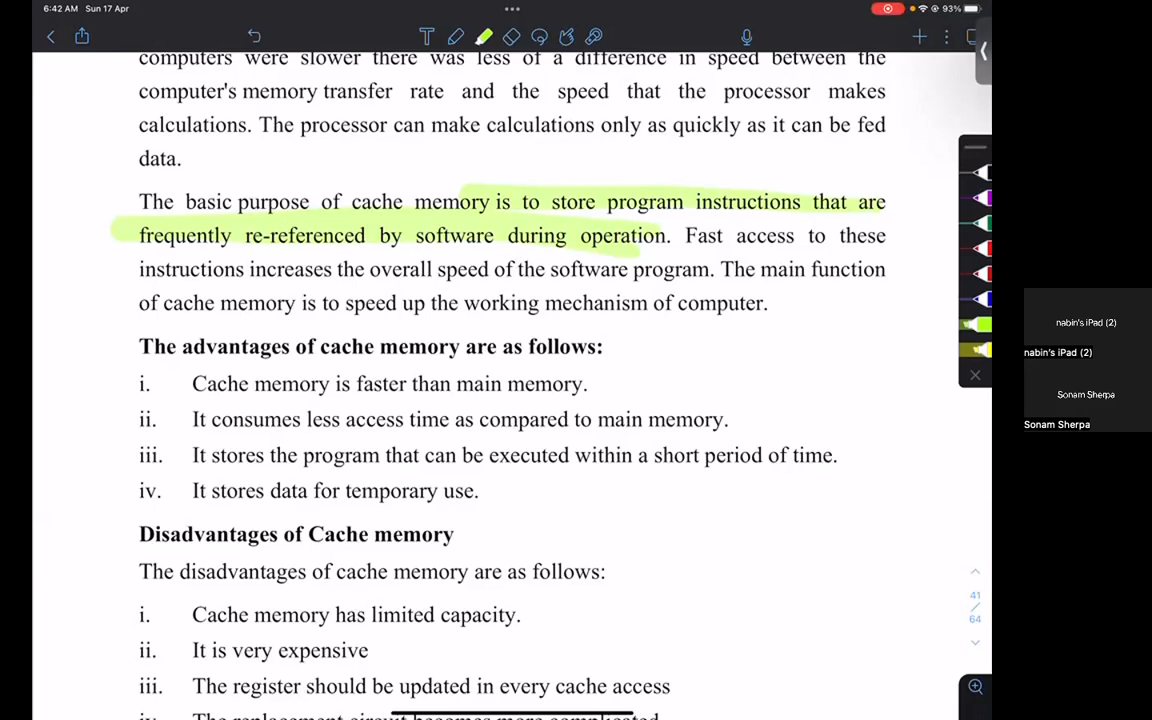 6:42 AM Sun 17 Apr
93%
computers were slower there was less of a difference in speed between the
computer's memory transfer rate and the speed that the processor makes
calculations. The processor can make calculations only as quickly as it can be fed
data.
The basic purpose of cache memory is to store program instructions that are
frequently re-referenced by software during operation. Fast access to these
instructions increases the overall speed of the software program. The main function
of cache memory is to speed up the working mechanism of computer.
The advantages of cache memory are as follows:
i. Cache memory is faster than main memory.
ii. It consumes less access time as compared to main memory.
iii. It stores the program that can be executed within a short period of time.
iv. It stores data for temporary use.
Disadvantages of Cache memory
The disadvantages of cache memory are as follows:
i. Cache memory has limited capacity.
ii. It is very expensive
iii. The register should be updated in every cache access
iv. The replacement circuit becomes more complicated
41
/
64
nabin's iPad (2)
nabin's iPad (2)
Sonam Sherpa
Sonam Sherpa